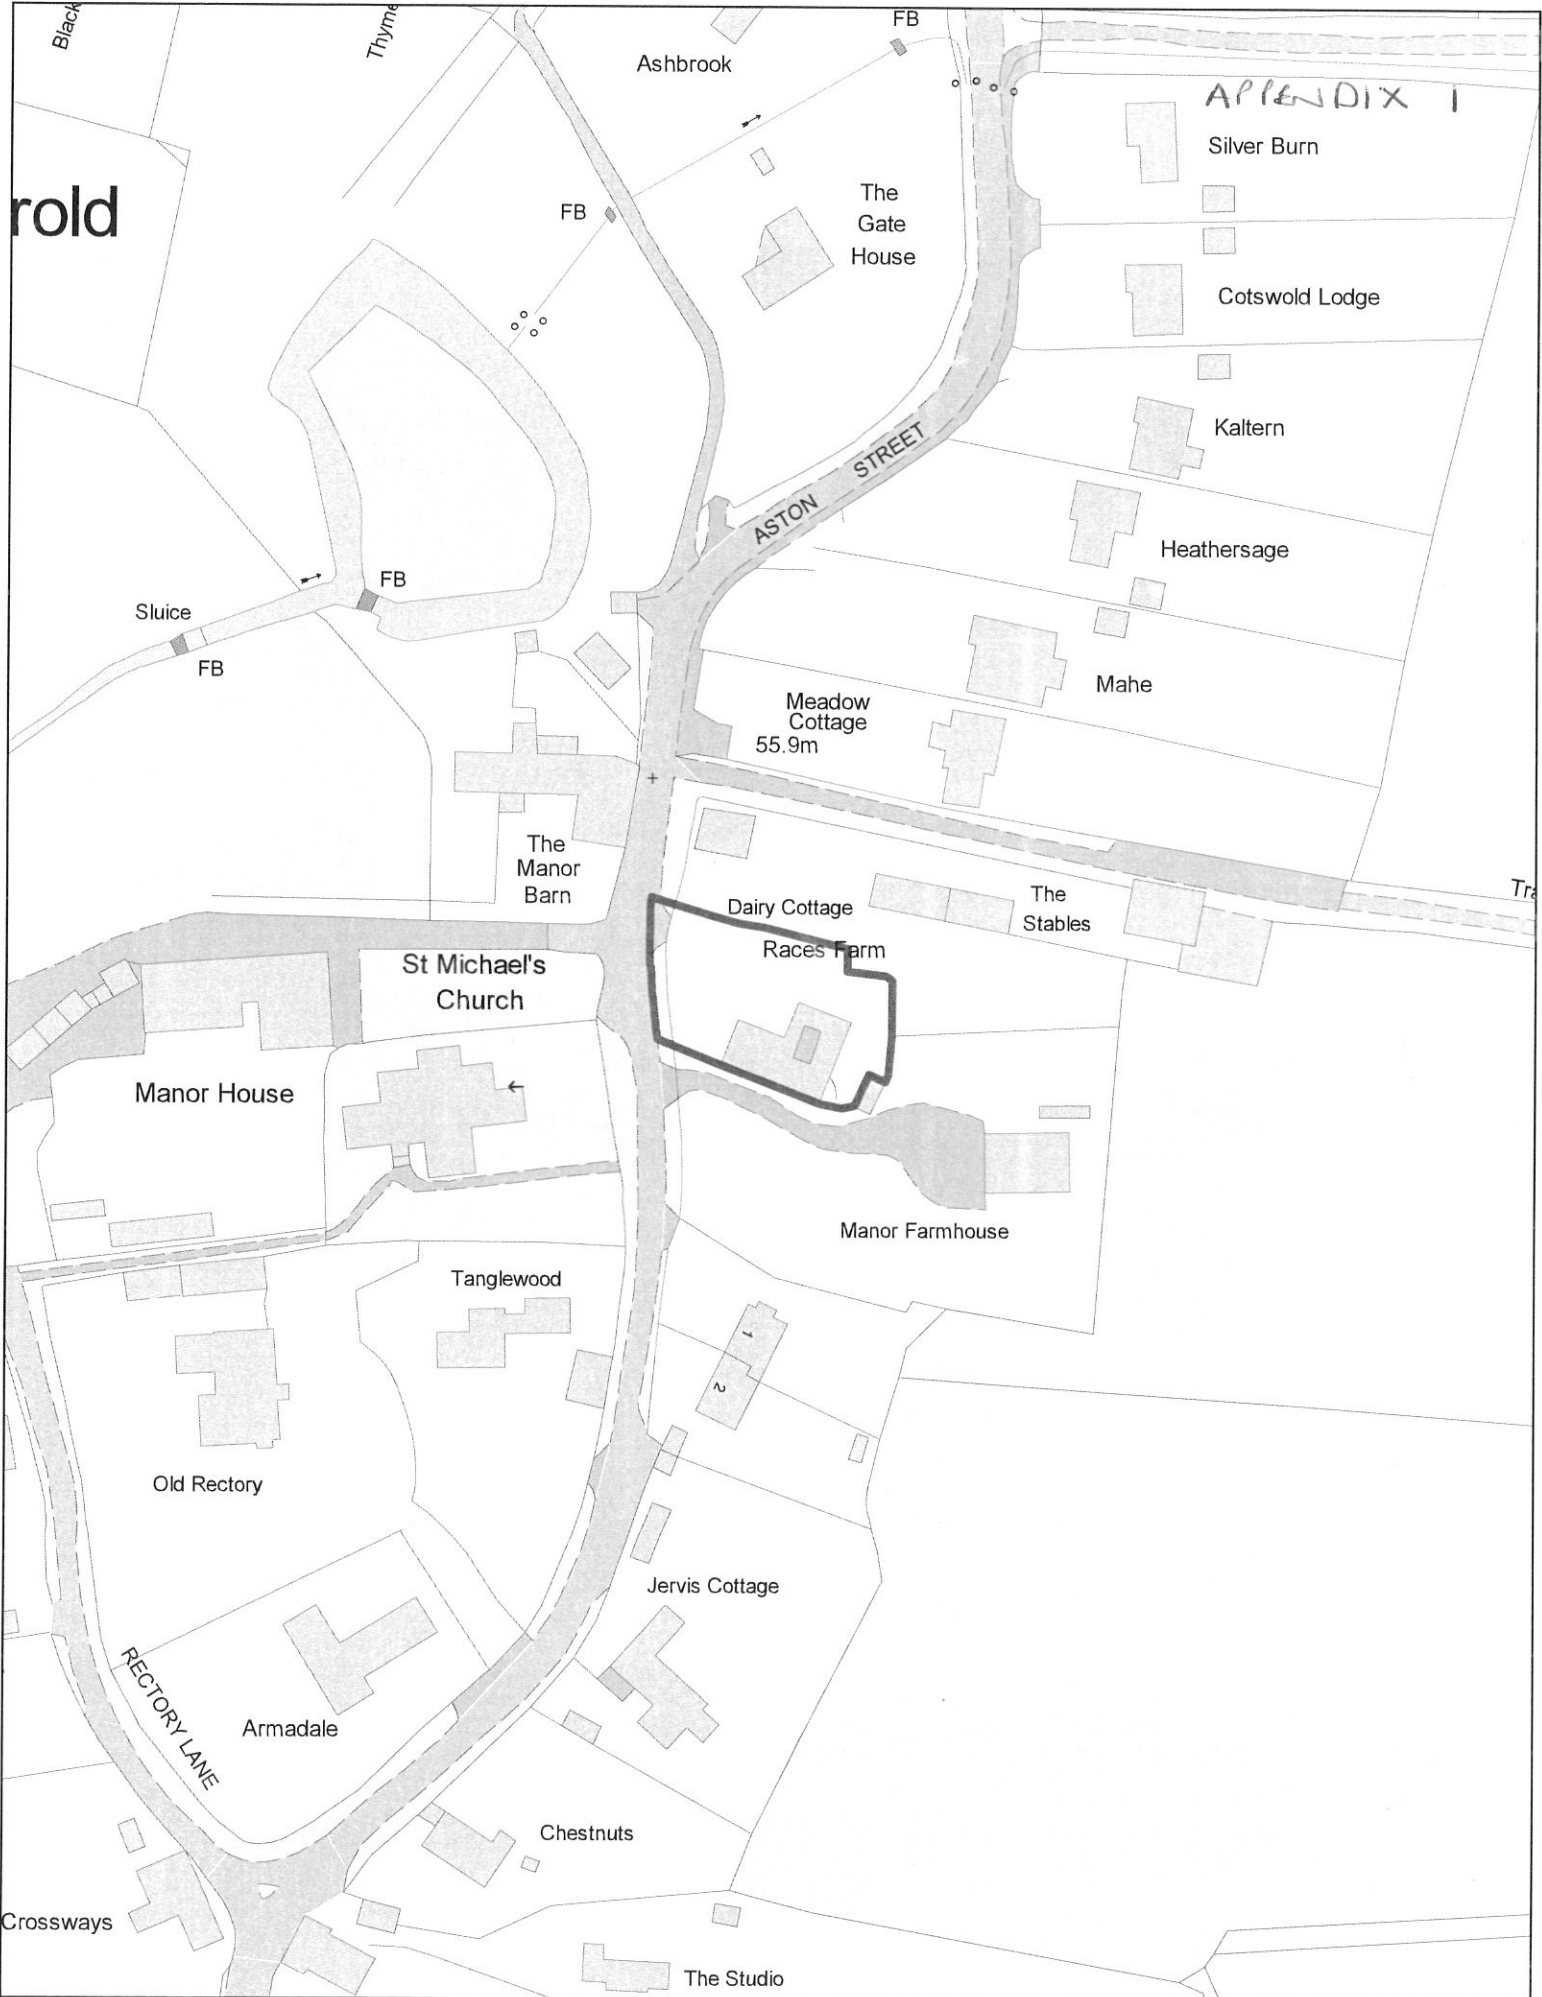 Black
Thyme
Ashbrook
FB
APPENDIX 1
Silver Burn
rold
FB
The
Gate
House
Cotswold Lodge
Kaltern
ASTON STREET
Heathersage
FB
Sluice
FB
Mahe
Meadow
Cottage
55.9m
The
Manor
Barn
Dairy Cottage
The
Stables
Tra
Races Farm
St Michael's
Church
Manor House
Manor Farmhouse
Tanglewood
1
2
Old Rectory
Jervis Cottage
RECTORY LANE
Armadale
Chestnuts
Crossways
The Studio